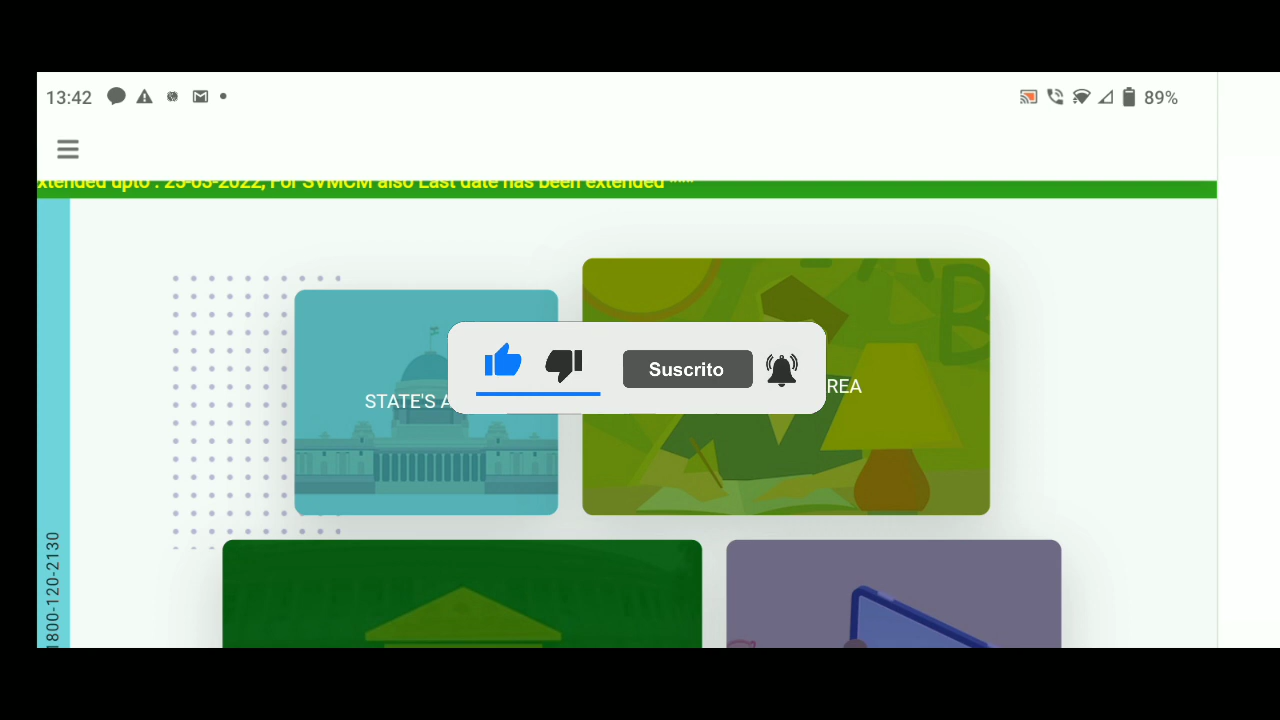 13:42
89%
xtended upto : 25-03-2022, For SVMCM also Last date has been extended ***
STATE'S A
REA
Suscrito
1800-120-2130